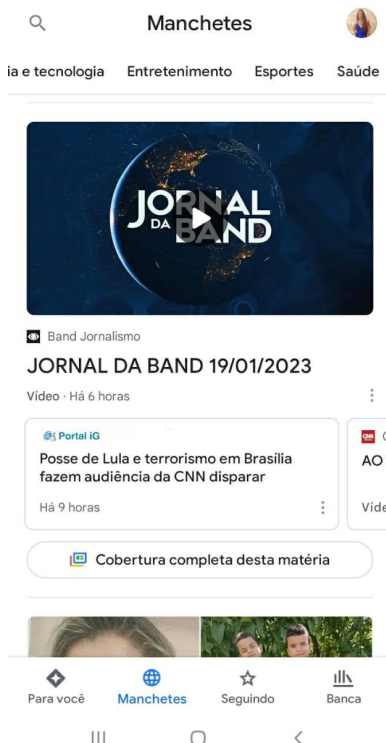 Manchetes
ia e tecnologia Entretenimento Esportes Saúde
JORNAL
DA BAND
Band Jornalismo
JORNAL DA BAND 19/01/2023
Vídeo · Há 6 horas
Portal iG
Posse de Lula e terrorismo em Brasília
fazem audiência da CNN disparar
Há 9 horas
CNN
AO
Víde
Cobertura completa desta matéria
Para você Manchetes Seguindo Banca